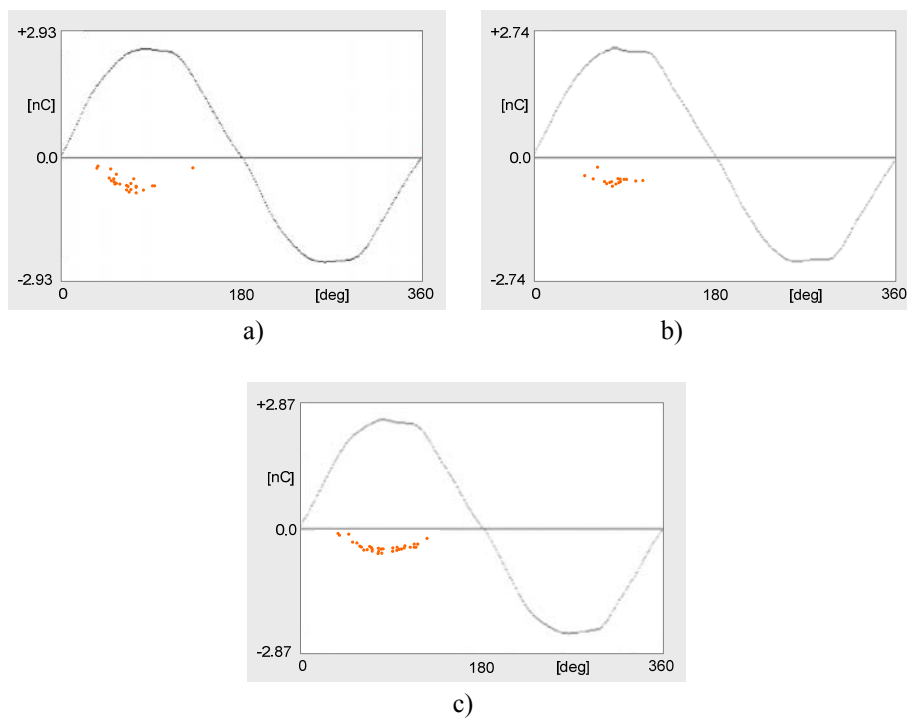 +2.93
[nC]
0.0
-2.93
0 180 [deg] 360
a)
+2.74
[nC]
0.0
-2.74
0 180 [deg] 360
b)
+2.87
[nC]
0.0
-2.87
0 180 [deg] 360
c)